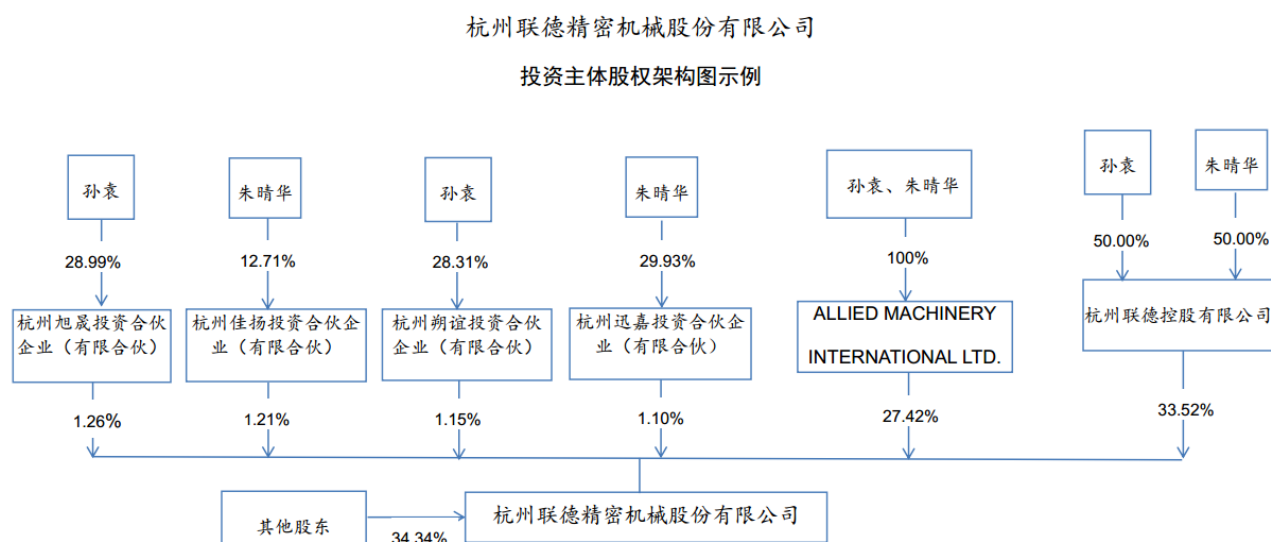 杭州联德精密机械股份有限公司
投资主体股权架构图示例
孙袁
朱晴华
孙袁
朱晴华
孙袁、朱晴华
孙袁
朱晴华
28.99%
12.71%
28.31%
29.93%
100%
50.00%
50.00%
杭州旭晟投资合伙
企业（有限合伙）
杭州佳扬投资合伙企
业（有限合伙）
杭州朔谊投资合伙
企业（有限合伙）
杭州迅嘉投资合伙企
业（有限合伙）
ALLIED MACHINERY
INTERNATIONAL LTD.
杭州联德控股有限公司
1.26%
1.21%
1.15%
1.10%
27.42%
33.52%
其他股东
34.34%
杭州联德精密机械股份有限公司